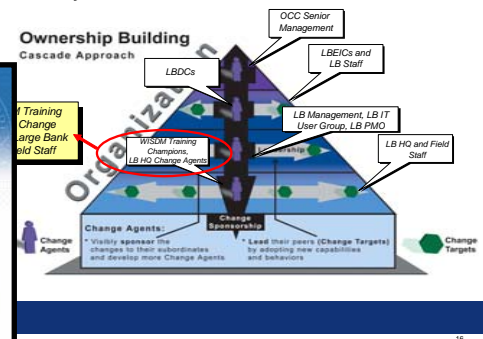 Ownership Building
Cascade Approach
OCC Senior
Management
LBDCs
LBEICs and
LB Staff
Training
Change
Large Bank
Field Staff
WISDM Training
Champions,
LB HQ Change Agents
LB Management, LB IT
User Group, LB PMO
LB HQ and Field
Staff
Organization
Change
Sponsorship
Change Agents:
• Visibly sponsor the
changes to their subordinates
and develop more Change Agents
• Lead their peers (Change Targets)
by adopting new capabilities
and behaviors
Change
Agents
Change
Targets
16